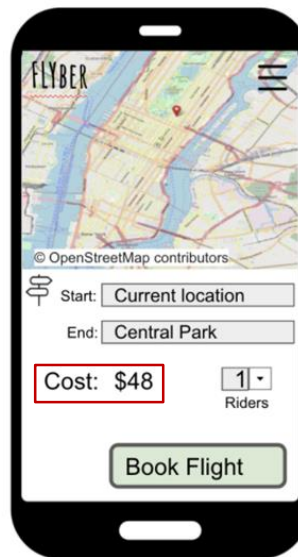 FLYBER
© OpenStreetMap contributors
Start: Current location
End: Central Park
Cost: $48
1
Riders
Book Flight